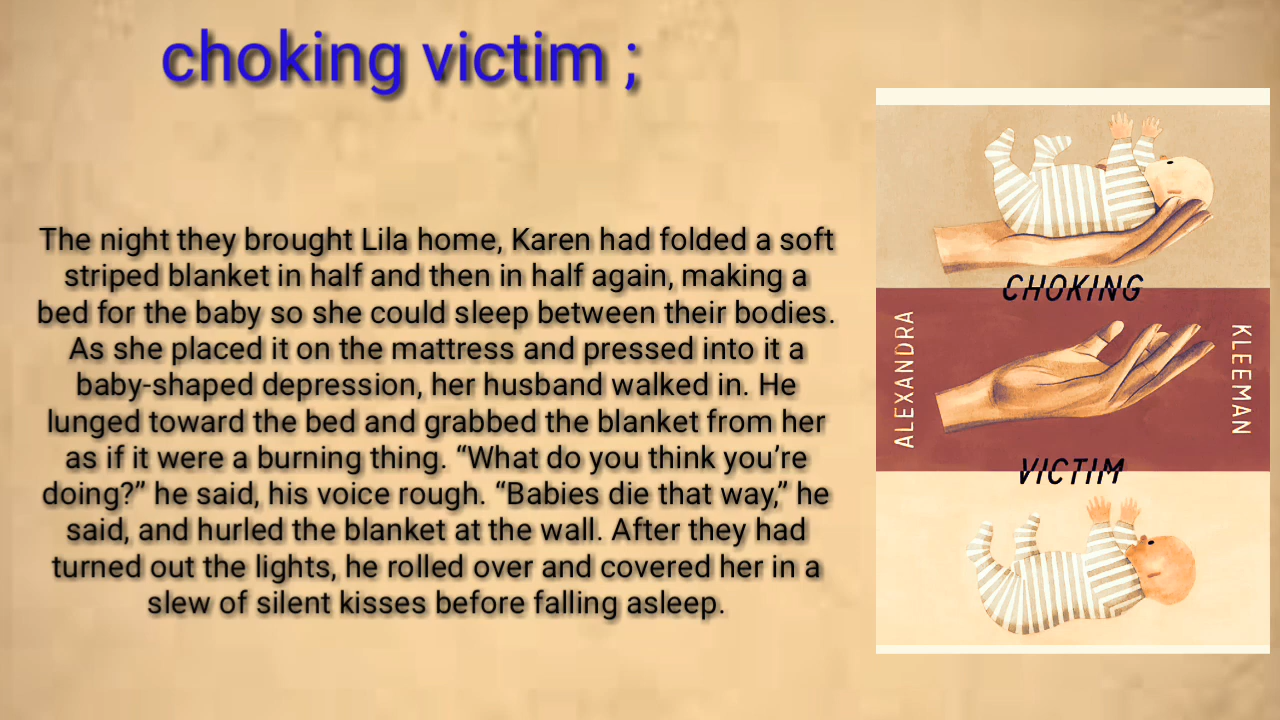 choking victim ;
The night they brought Lila home, Karen had folded a soft
striped blanket in half and then in half again, making a
bed for the baby so she could sleep between their bodies.
As she placed it on the mattress and pressed into it a
baby-shaped depression, her husband walked in. He
lunged toward the bed and grabbed the blanket from her
as if it were a burning thing. “What do you think you’re
doing?” he said, his voice rough. “Babies die that way,” he
said, and hurled the blanket at the wall. After they had
turned out the lights, he rolled over and covered her in a
slew of silent kisses before falling asleep.
CHOKING
ALEXANDRA
KLEEMAN
VICTIM